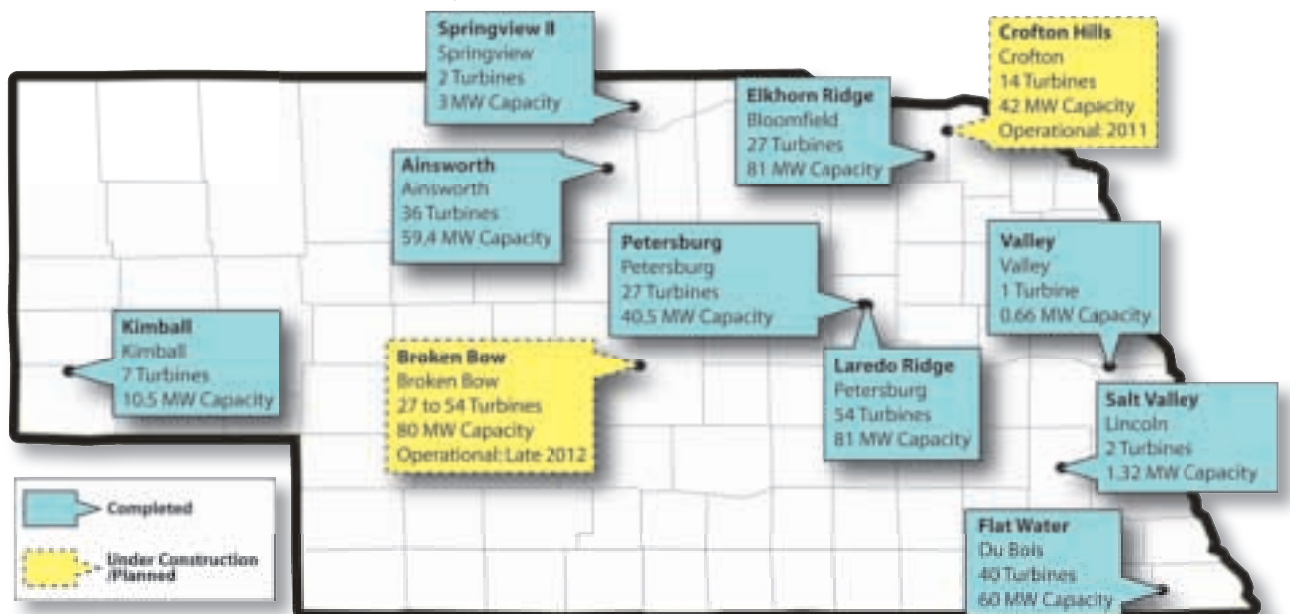 Springview II
Springview
2 Turbines
3 MW Capacity
Crofton Hills
Crofton
14 Turbines
42 MW Capacity
Operational: 2011
Elkhorn Ridge
Bloomfield
27 Turbines
81 MW Capacity
Ainsworth
Ainsworth
36 Turbines
59.4 MW Capacity
Petersburg
Petersburg
27 Turbines
40.5 MW Capacity
Valley
Valley
1 Turbine
0.66 MW Capacity
Kimball
Kimball
7 Turbines
10.5 MW Capacity
Broken Bow
Broken Bow
27 to 54 Turbines
80 MW Capacity
Operational: Late 2012
Laredo Ridge
Petersburg
54 Turbines
81 MW Capacity
Salt Valley
Lincoln
2 Turbines
1.32 MW Capacity
Flat Water
Du Bois
40 Turbines
60 MW Capacity
Completed
Under Construction
/Planned